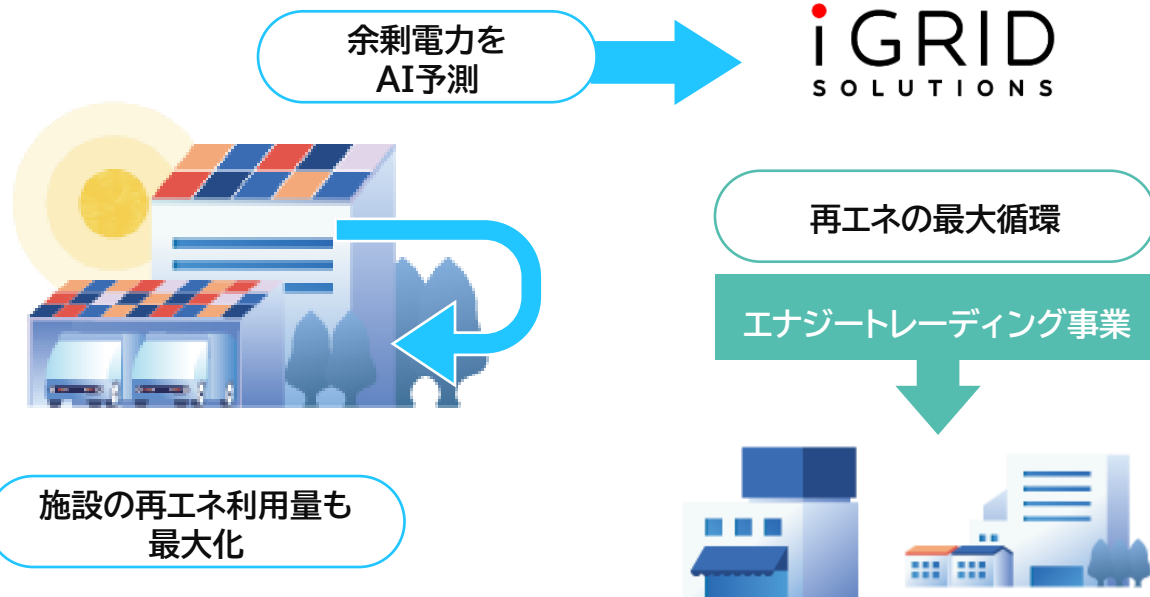 余剰電力を
AI予測
iGRID
SOLUTIONS
再エネの最大循環
エナジートレーディング事業
施設の再エネ利用量も
最大化